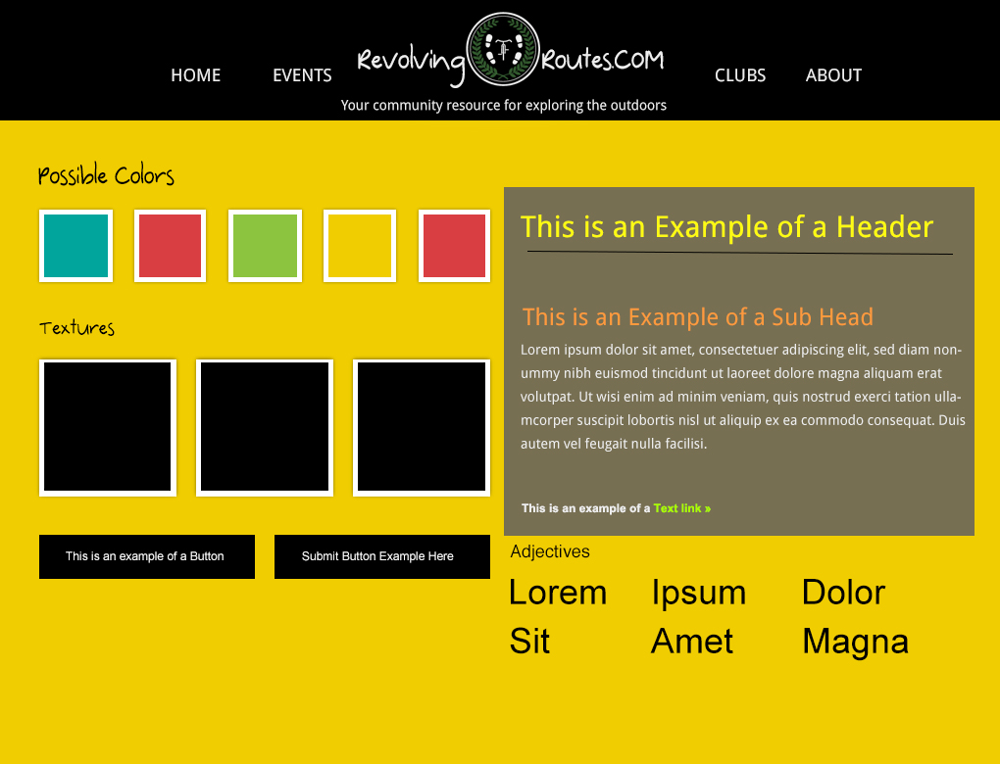 HOME
EVENTS
Revolving Routes.COM
CLUBS
ABOUT
Your community resource for exploring the outdoors
Possible Colors
Textures
This is an example of a Button
Submit Button Example Here
This is an Example of a Header
This is an Example of a Sub Head
Lorem ipsum dolor sit amet, consectetuer adipiscing elit, sed diam non-
ummy nibh euismod tincidunt ut laoreet dolore magna aliquam erat
volutpat. Ut wisi enim ad minim veniam, quis nostrud exerci tation ulla-
mcorper suscipit lobortis nisl ut aliquip ex ea commodo consequat. Duis
autem vel feugait nulla facilisi.
This is an example of a Text link »
Adjectives
Lorem Ipsum Dolor
Sit Amet Magna